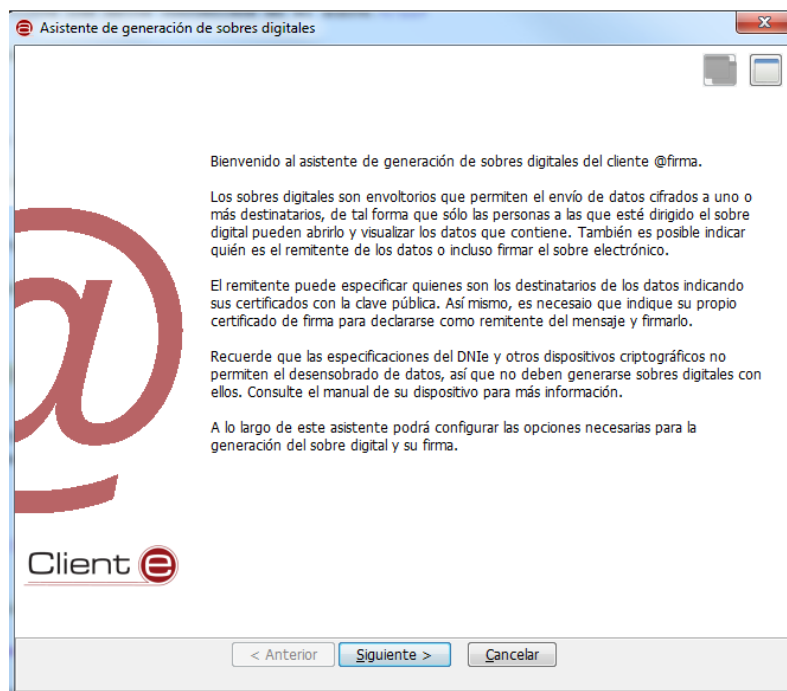 Asistente de generación de sobres digitales
Bienvenido al asistente de generación de sobres digitales del cliente @firma.
Los sobres digitales son envoltorios que permiten el envío de datos cifrados a uno o
más destinatarios, de tal forma que sólo las personas a las que esté dirigido el sobre
digital pueden abrirlo y visualizar los datos que contiene. También es posible indicar
quién es el remitente de los datos o incluso firmar el sobre electrónico.
El remitente puede especificar quienes son los destinatarios de los datos indicando
sus certificados con la clave pública. Así mismo, es necesaio que indique su propio
certificado de firma para declararse como remitente del mensaje y firmarlo.
Recuerde que las especificaciones del DNIe y otros dispositivos criptográficos no
permiten el desensobrado de datos, así que no deben generarse sobres digitales con
ellos. Consulte el manual de su dispositivo para más información.
A lo largo de este asistente podrá configurar las opciones necesarias para la
generación del sobre digital y su firma.
@
Client e
< Anterior Siguiente > Cancelar